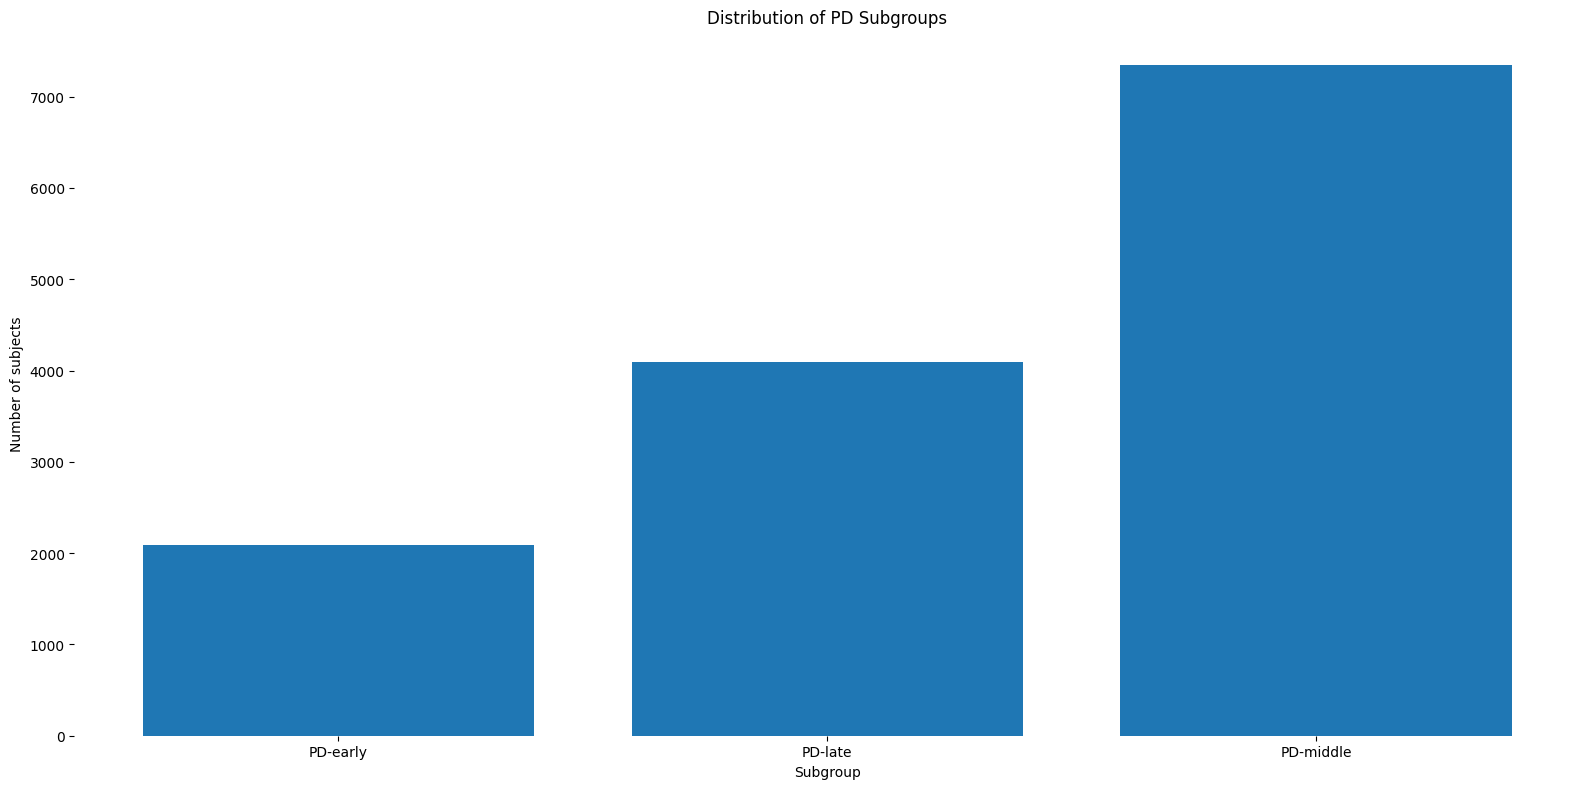 Distribution of PD Subgroups
Number of subjects
7000
6000
5000
4000
3000
2000
1000
0
PD-early
PD-late
PD-middle
Subgroup